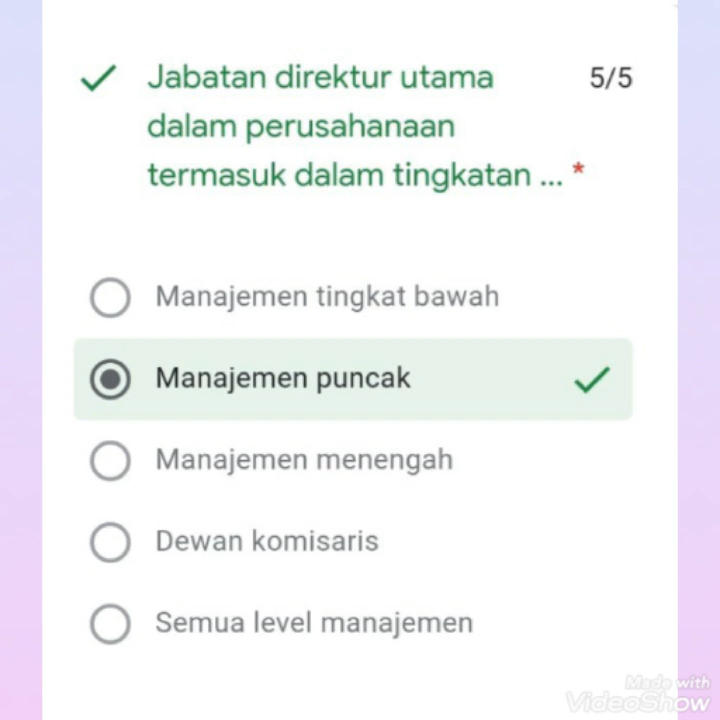 Jabatan direktur utama 5/5
dalam perusahanaan
termasuk dalam tingkatan ... *
Manajemen tingkat bawah
Manajemen puncak
Manajemen menengah
Dewan komisaris
Semua level manajemen
Made with
VideoShow